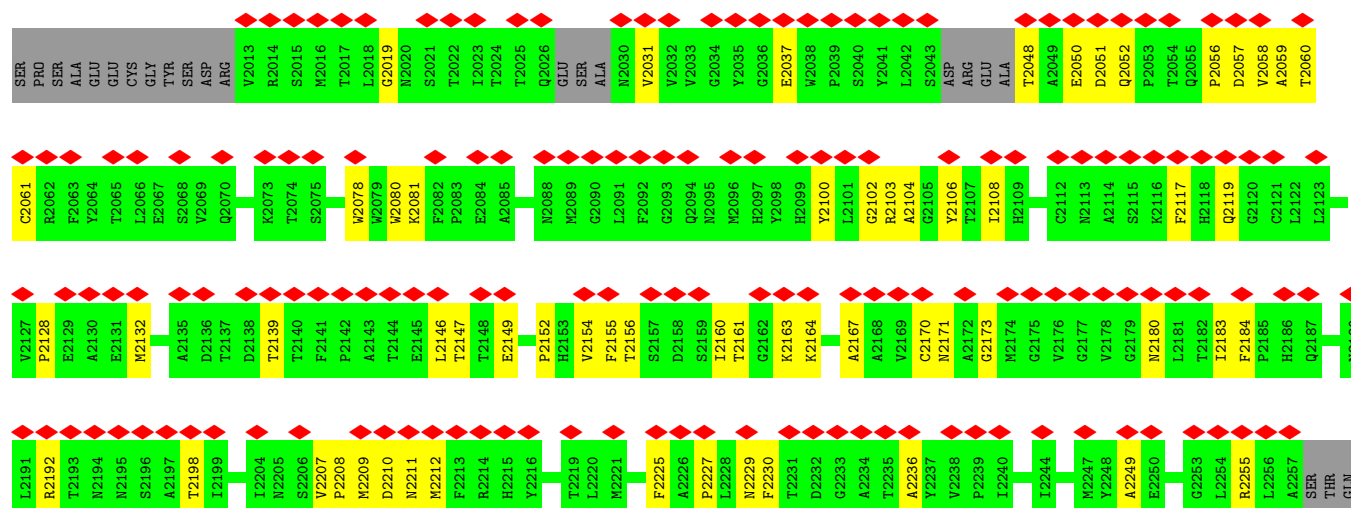 SER PRO SER ALA GLU GLU CYS GLY TYR SER ASP ARG V2013 R2014 S2015 M2016 T2017 L2018 G2019 N2020 S2021 T2022 I2023 T2024 T2025 Q2026 GLU SER ALA N2030 V2031 V2032 V2033 G2034 Y2035 G2036 E2037 W2038 P2039 S2040 Y2041 L2042 S2043 ASP ARG GLU ALA T2048 A2049 E2050 D2051 Q2052 P2053 T2054 Q2055 P2056 D2057 V2058 A2059 T2060
C2061 R2062 F2063 Y2064 T2065 L2066 E2067 S2068 V2069 Q2070 K2073 T2074 S2075 W2078 W2079 W2080 K2081 F2082 P2083 E2084 A2085 N2088 M2089 G2090 L2091 F2092 G2093 Q2094 N2095 M2096 H2097 Y2098 H2099 Y2100 L2101 G2102 R2103 A2104 G2105 Y2106 T2107 I2108 H2109 C2112 N2113 A2114 S2115 K2116 F2117 H2118 Q2119 G2120 C2121 L2122 L2123
V2127 P2128 E2129 A2130 E2131 M2132 A2135 D2136 T2137 D2138 T2139 T2140 F2141 P2142 A2143 T2144 E2145 L2146 T2147 T2148 E2149 P2152 H2153 V2154 F2155 T2156 S2157 D2158 S2159 I2160 T2161 G2162 K2163 K2164 A2167 A2168 V2169 C2170 N2171 A2172 G2173 M2174 G2175 V2176 G2177 V2178 G2179 N2180 L2181 T2182 I2183 F2184 P2185 H2186 Q2187
L2191 R2192 T2193 N2194 N2195 S2196 A2197 T2198 I2199 I2204 N2205 S2206 V2207 P2208 M2209 D2210 N2211 M2212 F2213 R2214 H2215 Y2216 T2219 L2220 M2221 F2225 A2226 P2227 L2228 N2229 F2230 T2231 D2232 G2233 A2234 T2235 A2236 Y2237 V2238 P2239 I2240 I2244 M2247 Y2248 A2249 E2250 G2253 L2254 R2255 L2256 A2257 SER THR GLN